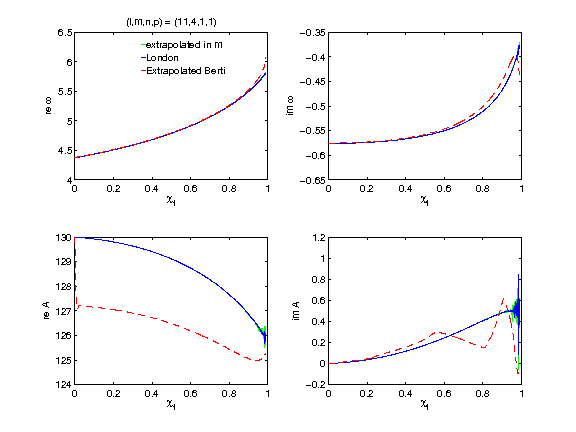 (l,m,n,p) = (11,4,1,1)
6.5
6
5.5
5
4.5
4
re ω
extrapolated in M
London
Extrapolated Berti
0 0.2 0.4 0.6 0.8 1
χf
-0.35
-0.4
-0.45
-0.5
-0.55
-0.6
-0.65
im ω
0 0.2 0.4 0.6 0.8 1
χf
130
129
128
127
126
125
124
re A
0 0.2 0.4 0.6 0.8 1
χf
1.2
1
0.8
0.6
0.4
0.2
0
-0.2
im A
0 0.2 0.4 0.6 0.8 1
χf